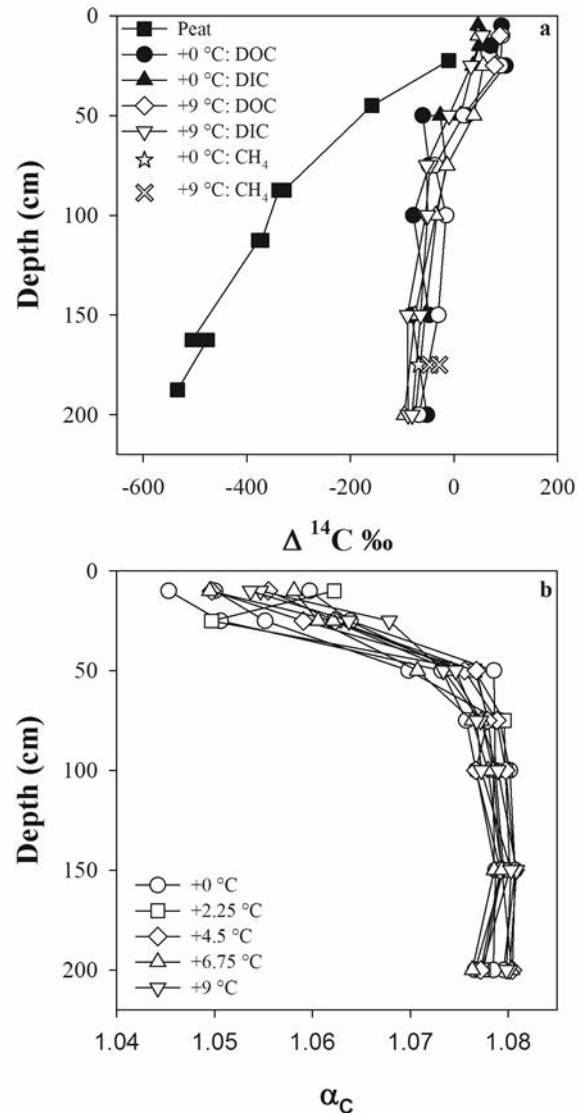 0
a
Peat
+0 °C: DOC
+0 °C: DIC
+9 °C: DOC
+9 °C: DIC
+0 °C: CH₄
+9 °C: CH₄
50
100
150
200
Depth (cm)
-600 -400 -200 0 200
Δ ¹⁴C ‰
0
b
50
100
150
200
Depth (cm)
+0 °C
+2.25 °C
+4.5 °C
+6.75 °C
+9 °C
1.04 1.05 1.06 1.07 1.08
αC